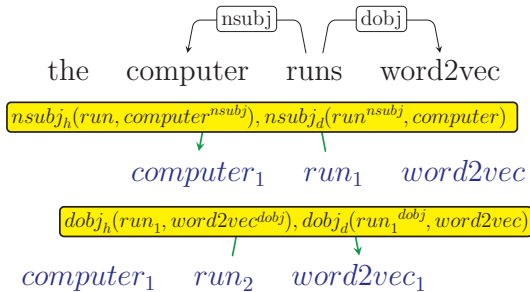 nsubj dobj
the computer runs word2vec
nsubj_h(run, computer^{nsubj}), nsubj_d(run^{nsubj}, computer)
computer_1 run_1 word2vec
dobj_h(run_1, word2vec^{dobj}), dobj_d(run_1^{dobj}, word2vec)
computer_1 run_2 word2vec_1